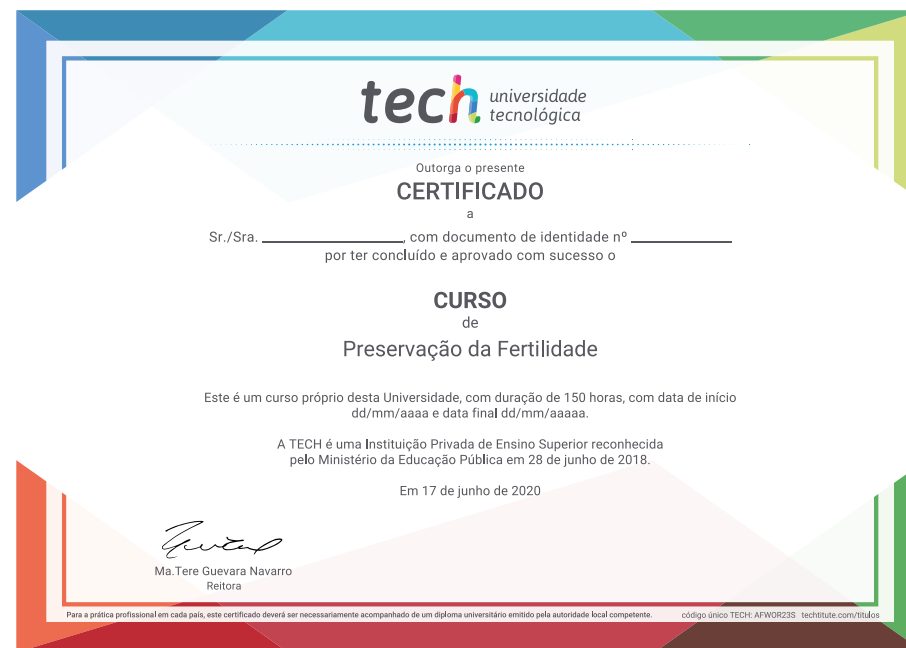 tech universidade
tecnológica
Outorga o presente
CERTIFICADO
a
Sr./Sra. ____________, com documento de identidade nº ____________
por ter concluído e aprovado com sucesso o
CURSO
de
Preservação da Fertilidade
Este é um curso próprio desta Universidade, com duração de 150 horas, com data de início
dd/mm/aaaa e data final dd/mm/aaaaa.
A TECH é uma Instituição Privada de Ensino Superior reconhecida
pelo Ministério da Educação Pública em 28 de junho de 2018.
Em 17 de junho de 2020
Ma.Tere Guevara Navarro
Reitora
Para a prática profissional em cada país, este certificado deverá ser necessariamente acompanhado de um diploma universitário emitido pela autoridade local competente. código único TECH: AFWOR23S techtitute.com/titulos